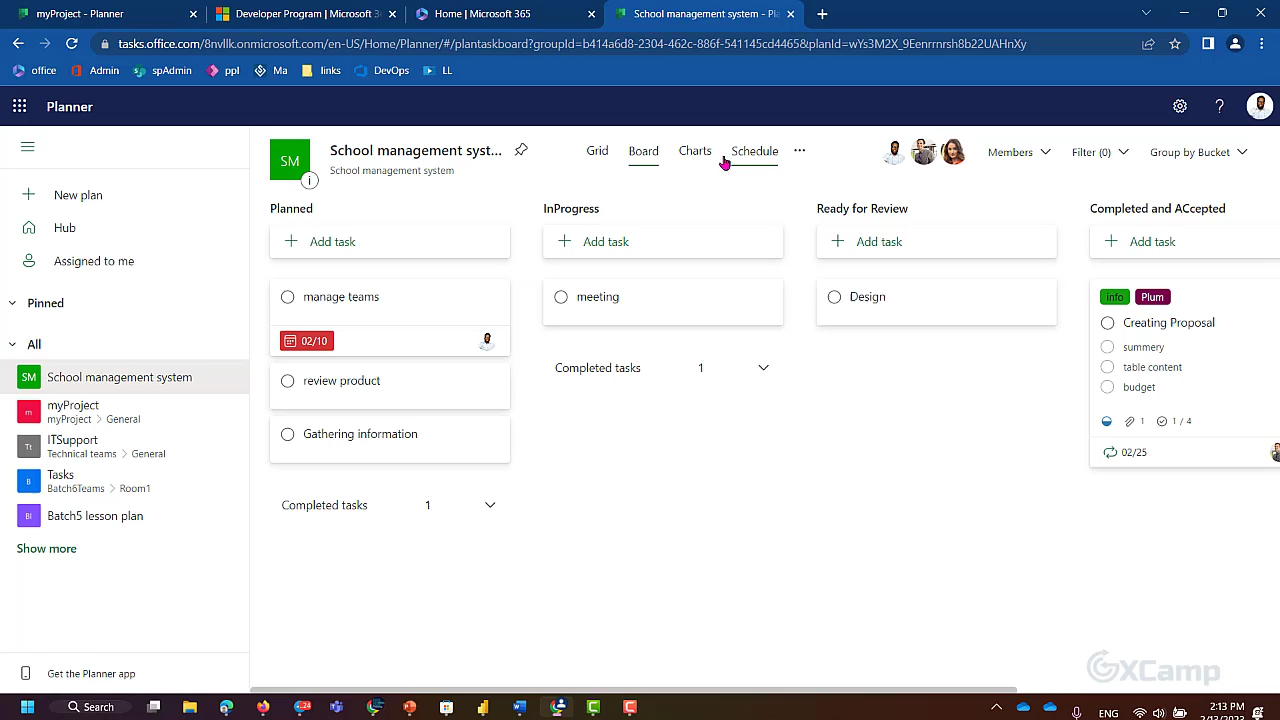 myProject - Planner
Developer Program | Microsoft 3
Home | Microsoft 365
School management system - Pl
tasks.office.com/8nvllk.onmicrosoft.com/en-US/Home/Planner/#/plantaskboard?groupId=b414a6d8-2304-462c-886f-541145cd4465&planId=wYs3M2X_9Eenrrnrsh8b22UAHnXy
office
Admin
spAdmin
ppl
Ma
links
DevOps
LL
Planner
SM
School management syst...
School management system
Grid
Board
Charts
Schedule
Members
Filter (0)
Group by Bucket
New plan
Hub
Assigned to me
Pinned
All
SM School management system
m myProject
myProject > General
Tt ITSupport
Technical teams > General
B Tasks
Batch6Teams > Room1
Bl Batch5 lesson plan
Show more
Get the Planner app
Planned
Add task
manage teams
02/10
review product
Gathering information
Completed tasks 1
InProgress
Add task
meeting
Completed tasks 1
Ready for Review
Add task
Design
Completed and ACcepted
Add task
info Plum
Creating Proposal
summery
table content
budget
1 1 / 4
02/25
GXCamp
Search
24
ENG
2:13 PM